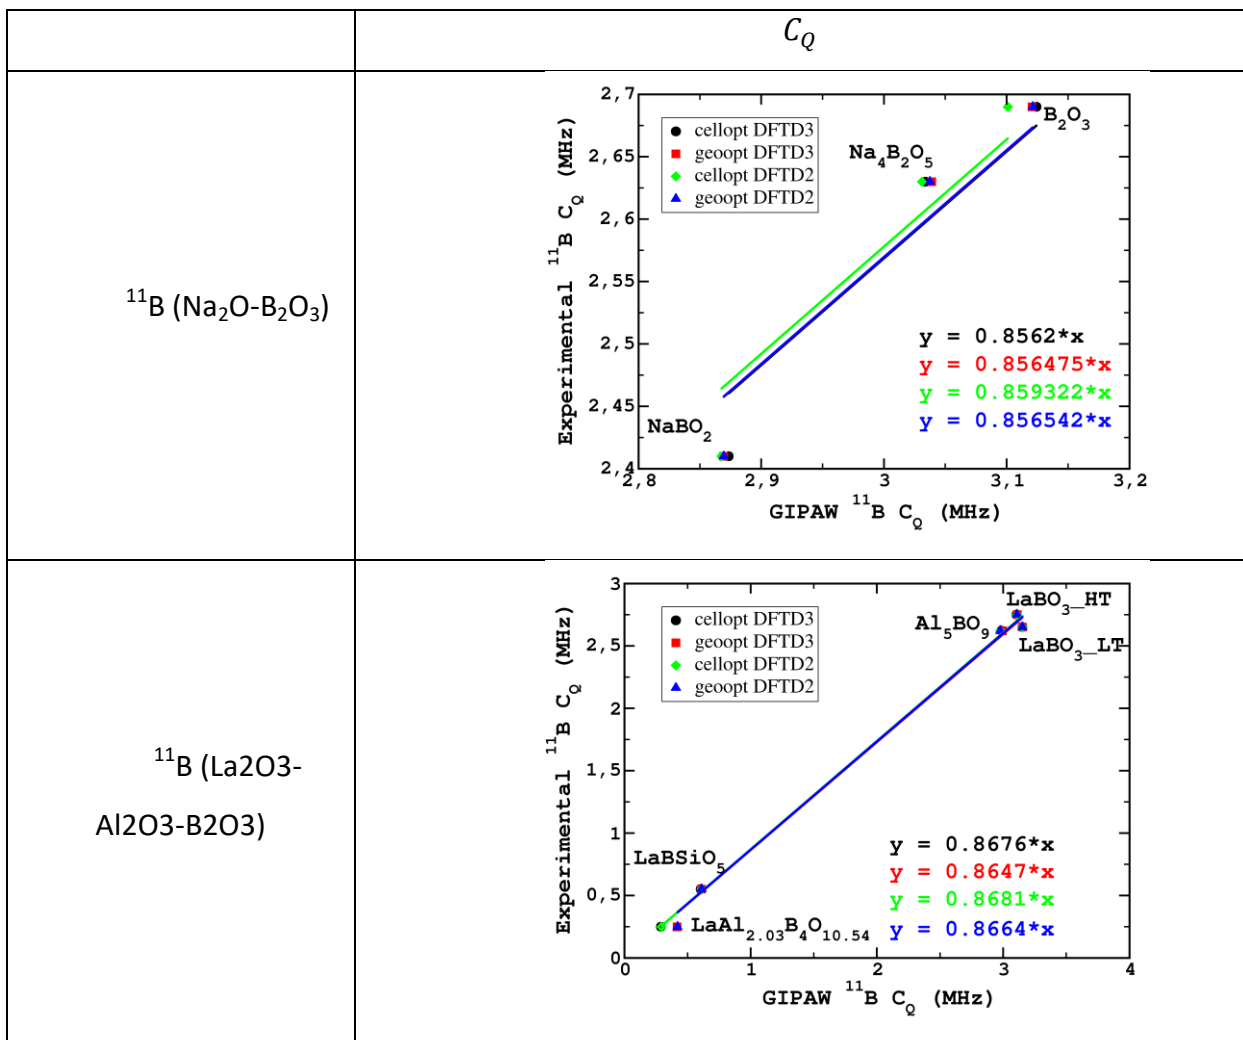 C_Q
¹¹B (Na₂O-B₂O₃)
Experimental ¹¹B C_Q (MHz)
2,7
2,65
2,6
2,55
2,5
2,45
2,4
cellopt DFTD3
geoopt DFTD3
cellopt DFTD2
geoopt DFTD2
B₂O₃
Na₄B₂O₅
NaBO₂
y = 0.8562*x
y = 0.856475*x
y = 0.859322*x
y = 0.856542*x
2,8 2,9 3 3,1 3,2
GIPAW ¹¹B C_Q (MHz)
¹¹B (La2O3-
Al2O3-B2O3)
Experimental ¹¹B C_Q (MHz)
3
2,5
2
1,5
1
0,5
0
cellopt DFTD3
geoopt DFTD3
cellopt DFTD2
geoopt DFTD2
LaBO₃_HT
Al₅BO₉
LaBO₃_LT
LaBSiO₅
LaAl₂.₀₃B₄O₁₀.₅₄
y = 0.8676*x
y = 0.8647*x
y = 0.8681*x
y = 0.8664*x
0 1 2 3 4
GIPAW ¹¹B C_Q (MHz)